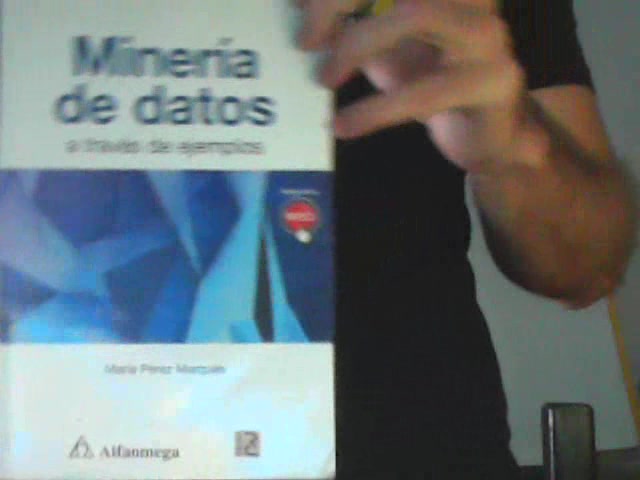 Minería
de datos
a través de ejemplos
María Pérez Marqués
Alfaomega